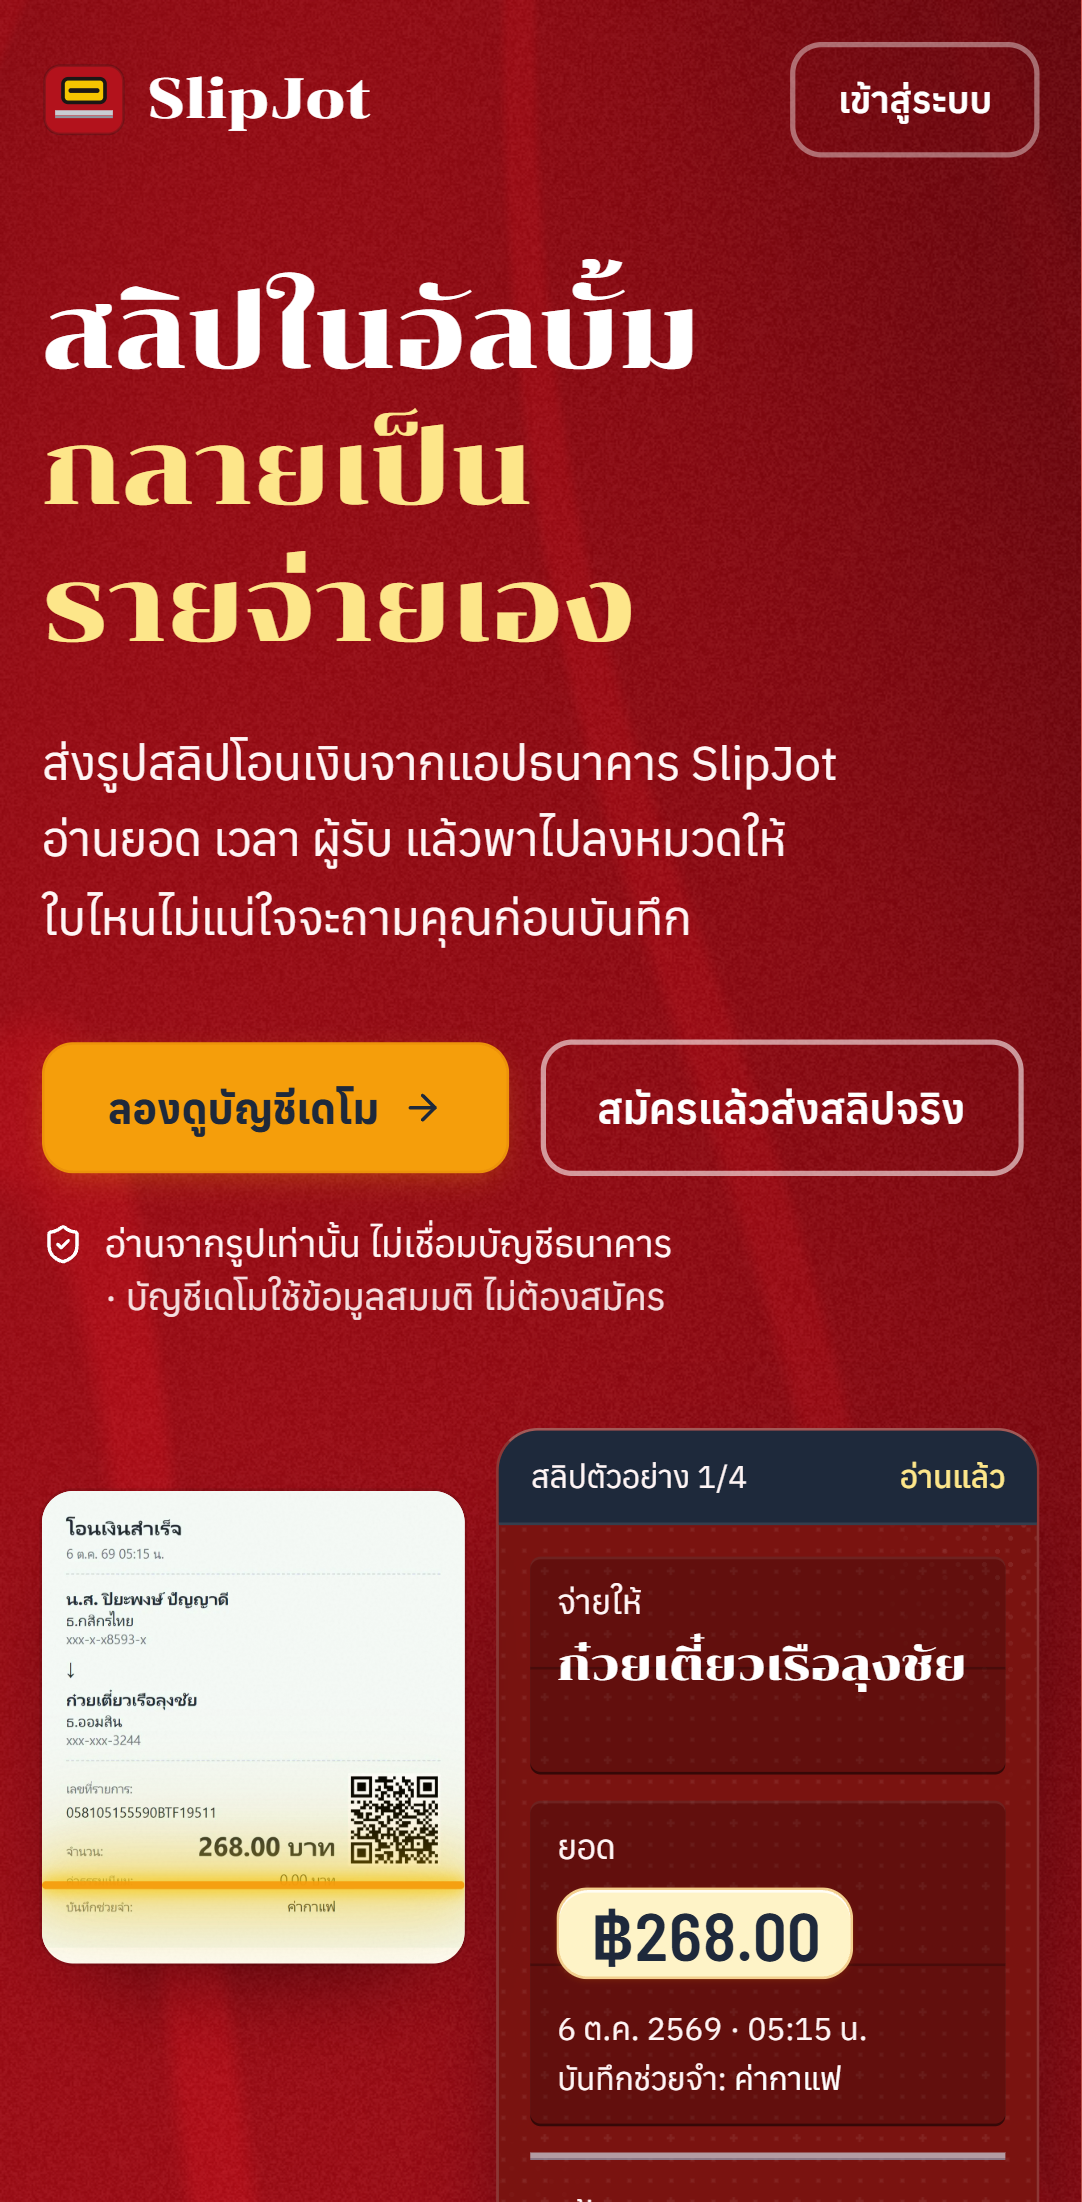 SlipJot
เข้าสู่ระบบ
สลิปในอัลบั้ม
กลายเป็น
รายจ่ายเอง
ส่งรูปสลิปโอนเงินจากแอปธนาคาร SlipJot
อ่านยอด เวลา ผู้รับ แล้วพาไปลงหมวดให้
ใบไหนไม่แน่ใจจะถามคุณก่อนบันทึก
ลองดูบัญชีเดโม →
สมัครแล้วส่งสลิปจริง
อ่านจากรูปเท่านั้น ไม่เชื่อมบัญชีธนาคาร
· บัญชีเดโมใช้ข้อมูลสมมติ ไม่ต้องสมัคร
โอนเงินสำเร็จ
6 ต.ค. 69 05:15 น.
น.ส. ปิยะพงษ์ ปัญญาดี
ธ.กสิกรไทย
xxx-x-x8593-x
↓
ก๋วยเตี๋ยวเรือลุงชัย
ธ.ออมสิน
xxx-xxx-3244
เลขที่รายการ:
058105155590BTF19511
จำนวน: 268.00 บาท
0.00 บาท
บันทึกช่วยจำ: ค่ากาแฟ
สลิปตัวอย่าง 1/4 อ่านแล้ว
จ่ายให้
ก๋วยเตี๋ยวเรือลุงชัย
ยอด
฿268.00
6 ต.ค. 2569 · 05:15 น.
บันทึกช่วยจำ: ค่ากาแฟ